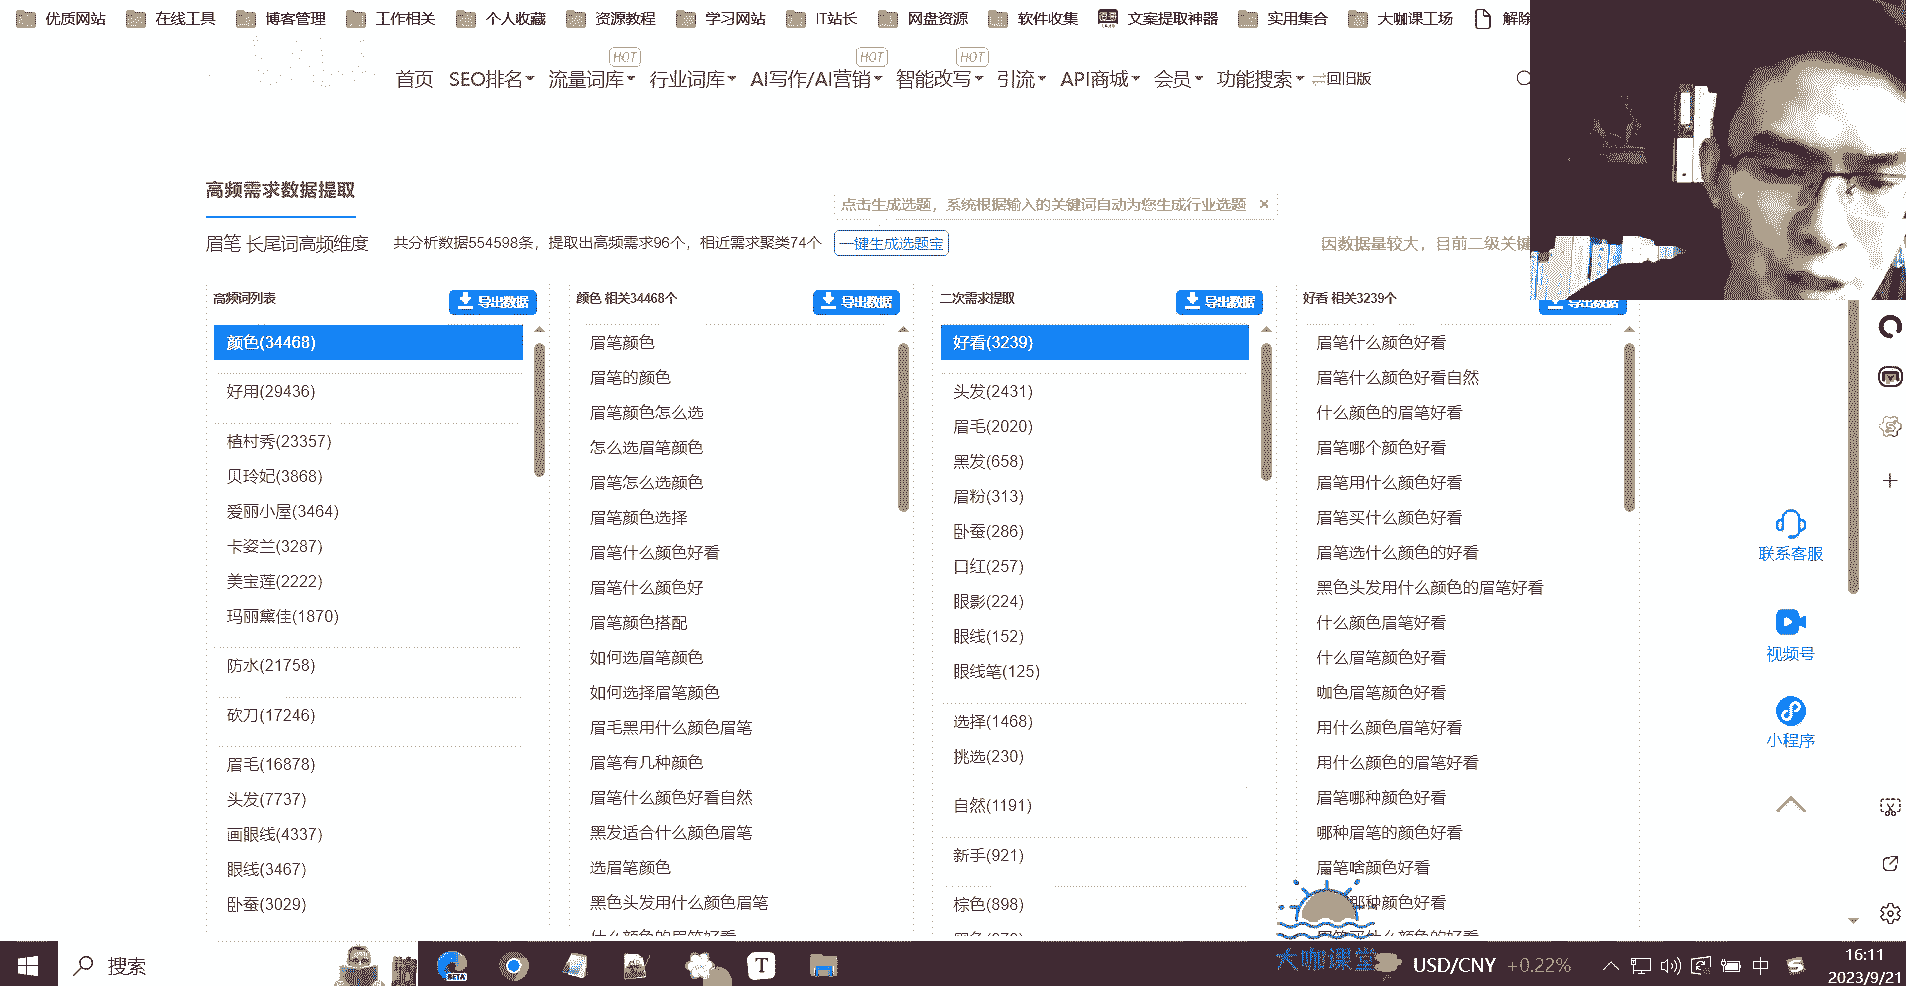 优质网站 在线工具 博客管理 工作相关 个人收藏 资源教程 学习网站 IT站长 网盘资源 软件收集 文案提取神器 实用集合 大咖课工场 解除
HOT HOT HOT
首页 SEO排名 流量词库 行业词库 AI写作/AI营销 智能改写 引流 API商城 会员 功能搜索 回旧版
高频需求数据提取
点击生成选题，系统根据输入的关键词自动为您生成行业选题 ×
眉笔 长尾词高频维度 共分析数据554598条，提取出高频需求96个，相近需求聚类74个 一键生成选题宝 因数据量较大，目前二级关键
高频词列表 导出数据
颜色(34468)
好用(29436)
植村秀(23357)
贝玲妃(3868)
爱丽小屋(3464)
卡姿兰(3287)
美宝莲(2222)
玛丽黛佳(1870)
防水(21758)
砍刀(17246)
眉毛(16878)
头发(7737)
画眼线(4337)
眼线(3467)
卧蚕(3029)
颜色 相关34468个 导出数据
眉笔颜色
眉笔的颜色
眉笔颜色怎么选
怎么选眉笔颜色
眉笔怎么选颜色
眉笔颜色选择
眉笔什么颜色好看
眉笔什么颜色好
眉笔颜色搭配
如何选眉笔颜色
如何选择眉笔颜色
眉毛黑用什么颜色眉笔
眉笔有几种颜色
眉笔什么颜色好看自然
黑发适合什么颜色眉笔
选眉笔颜色
黑色头发用什么颜色眉笔
什么颜色的眉笔好看
二次需求提取 导出数据
好看(3239)
头发(2431)
眉毛(2020)
黑发(658)
眉粉(313)
卧蚕(286)
口红(257)
眼影(224)
眼线(152)
眼线笔(125)
选择(1468)
挑选(230)
自然(1191)
新手(921)
棕色(898)
好看 相关3239个 导出数据
眉笔什么颜色好看
眉笔什么颜色好看自然
什么颜色的眉笔好看
眉笔哪个颜色好看
眉笔用什么颜色好看
眉笔买什么颜色好看
眉笔选什么颜色的好看
黑色头发用什么颜色的眉笔好看
什么颜色眉笔好看
什么眉笔颜色好看
咖色眉笔颜色好看
用什么颜色眉笔好看
用什么颜色的眉笔好看
眉笔哪种颜色好看
哪种眉笔的颜色好看
眉笔啥颜色好看
那种颜色好看
眉笔买什么颜色的好看
联系客服
视频号
小程序
大咖课堂
搜索
BETA
T
USD/CNY +0.22%
中
16:11
2023/9/21